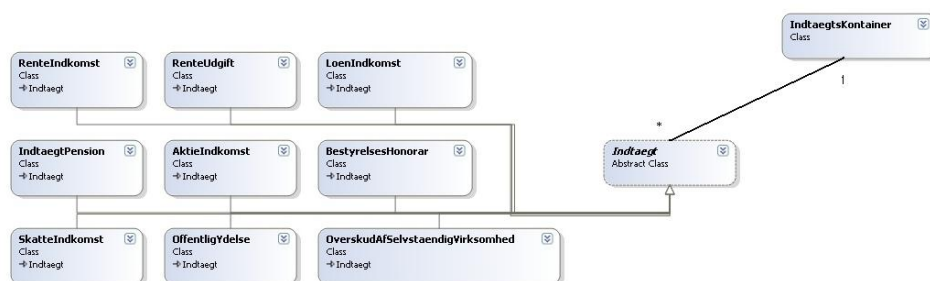 IndtaegtsKontainer
Class
RenteIndkomst
Class
Indtaegt
RenteUdgift
Class
Indtaegt
LoenIndkomst
Class
Indtaegt
1
*
IndtaegtPension
Class
Indtaegt
AktieIndkomst
Class
Indtaegt
BestyrelsesHonorar
Class
Indtaegt
Indtaegt
Abstract Class
SkatteIndkomst
Class
Indtaegt
OffentligYdelse
Class
Indtaegt
OverskudAfSelvstaendigVirksomhed
Class
Indtaegt